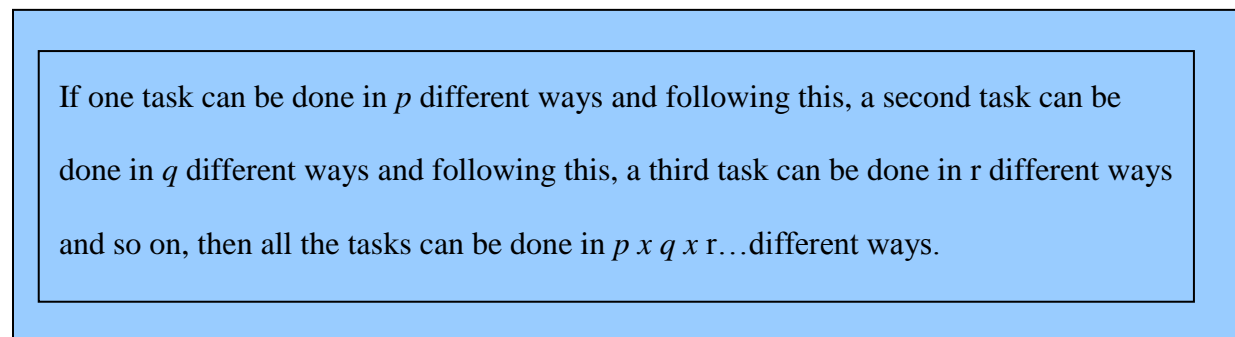 If one task can be done in p different ways and following this, a second task can be
done in q different ways and following this, a third task can be done in r different ways
and so on, then all the tasks can be done in p x q x r…different ways.